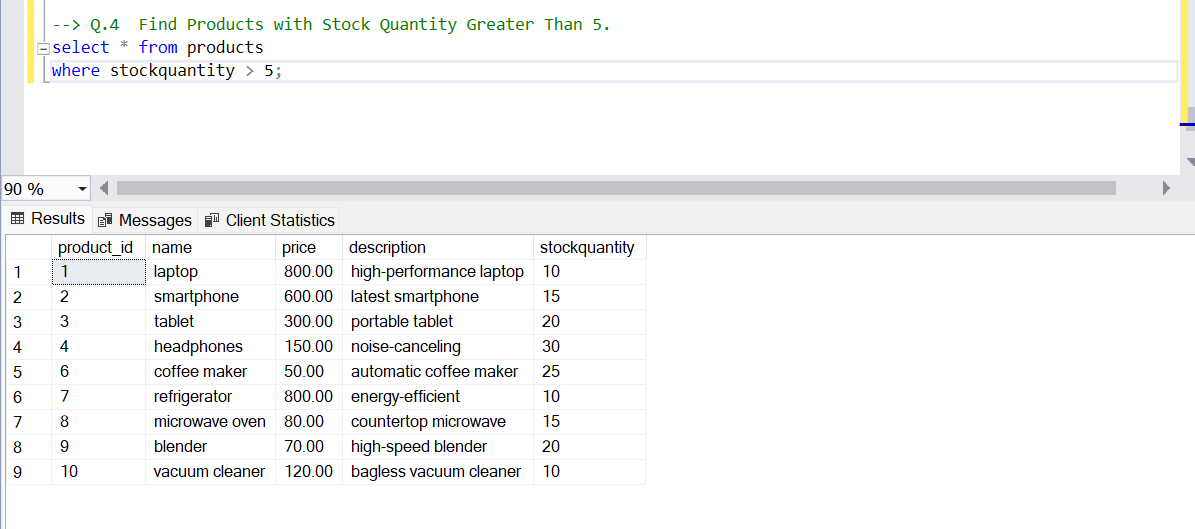 --> Q.4  Find Products with Stock Quantity Greater Than 5.
select * from products
where stockquantity > 5;
90 %
Results Messages Client Statistics
product_id name price description stockquantity
1 1 laptop 800.00 high-performance laptop 10
2 2 smartphone 600.00 latest smartphone 15
3 3 tablet 300.00 portable tablet 20
4 4 headphones 150.00 noise-canceling 30
5 6 coffee maker 50.00 automatic coffee maker 25
6 7 refrigerator 800.00 energy-efficient 10
7 8 microwave oven 80.00 countertop microwave 15
8 9 blender 70.00 high-speed blender 20
9 10 vacuum cleaner 120.00 bagless vacuum cleaner 10